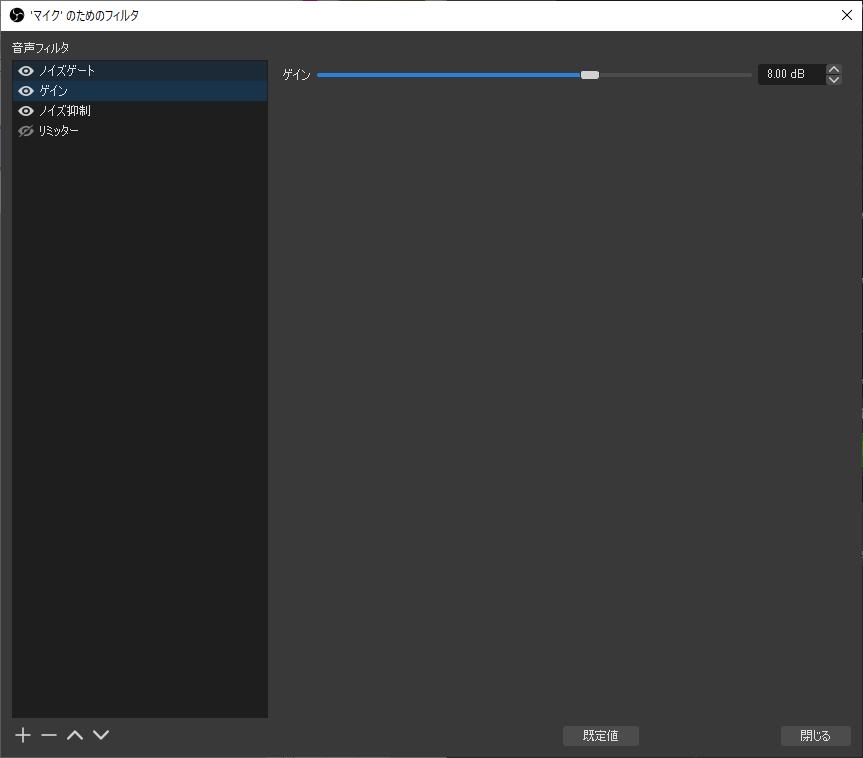 'マイク' のためのフィルタ
音声フィルタ
ノイズゲート
ゲイン
ノイズ抑制
リミッター
ゲイン
8.00 dB
既定値
閉じる